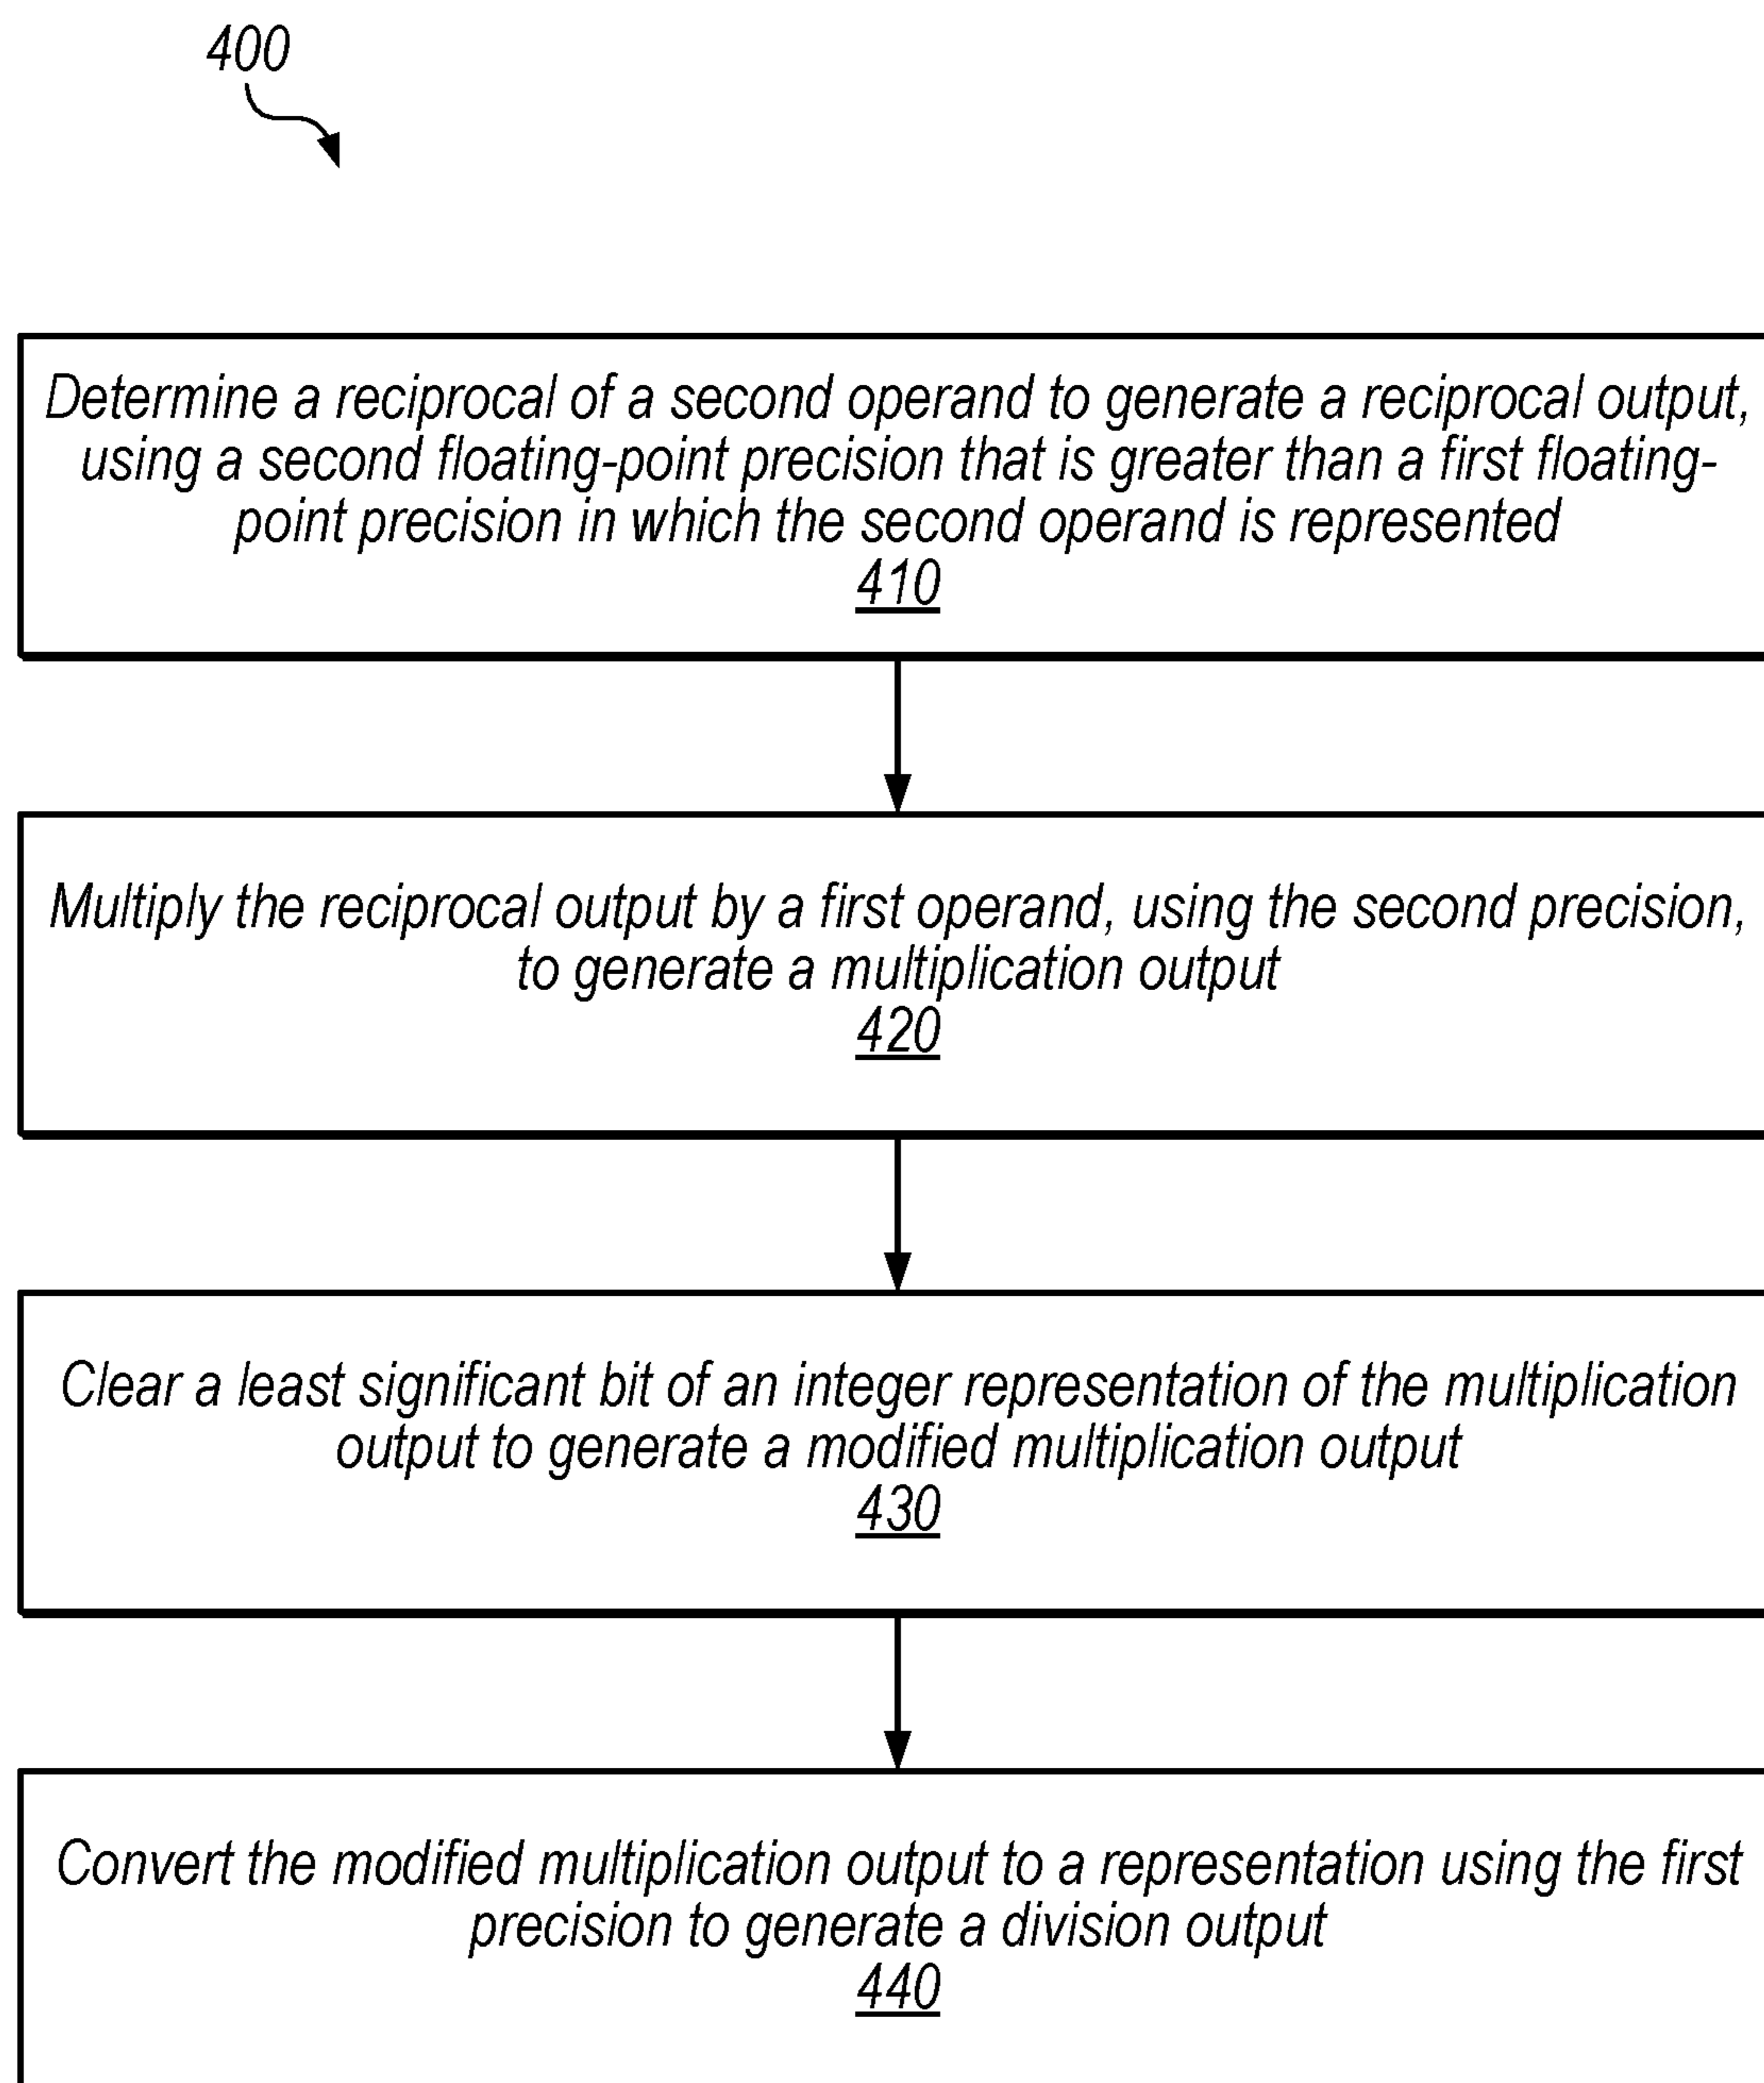 400
Determine a reciprocal of a second operand to generate a reciprocal output,
using a second floating-point precision that is greater than a first floating-
point precision in which the second operand is represented
410
Multiply the reciprocal output by a first operand, using the second precision,
to generate a multiplication output
420
Clear a least significant bit of an integer representation of the multiplication
output to generate a modified multiplication output
430
Convert the modified multiplication output to a representation using the first
precision to generate a division output
440